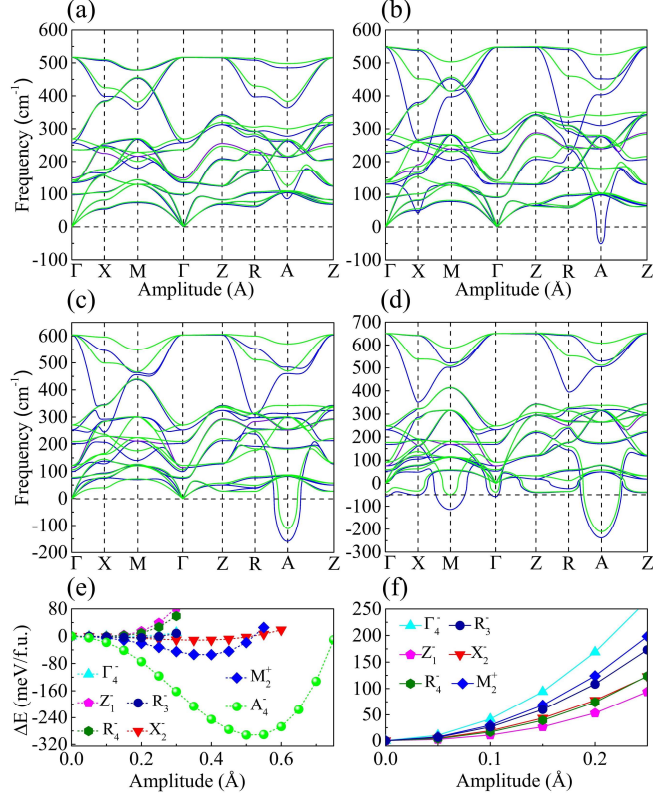 (a)
(b)
600
500
400
300
200
100
0
-100
Frequency (cm⁻¹)
Γ X M Γ Z R A Z
Amplitude (A)
600
500
400
300
200
100
0
-100
Γ X M Γ Z R A Z
Amplitude (A)
(c)
(d)
600
500
400
300
200
100
0
-100
-200
Frequency (cm⁻¹)
Γ X M Γ Z R A Z
700
600
500
400
300
200
100
0
50
-100
-200
-300
Γ X M Γ Z R A Z
(e)
(f)
80
0
-80
-160
-240
-320
ΔE (meV/f.u.)
Γ₄⁻
Z₁⁻ R₃⁻ M₂⁺
R₄⁻ X₂⁻ A₄⁻
0.0 0.2 0.4 0.6
Amplitude (Å)
250
200
150
100
50
0
Γ₄⁻ R₃⁻
Z₁⁻ X₂⁻
R₄⁻ M₂⁺
0.0 0.1 0.2
Amplitude (Å)